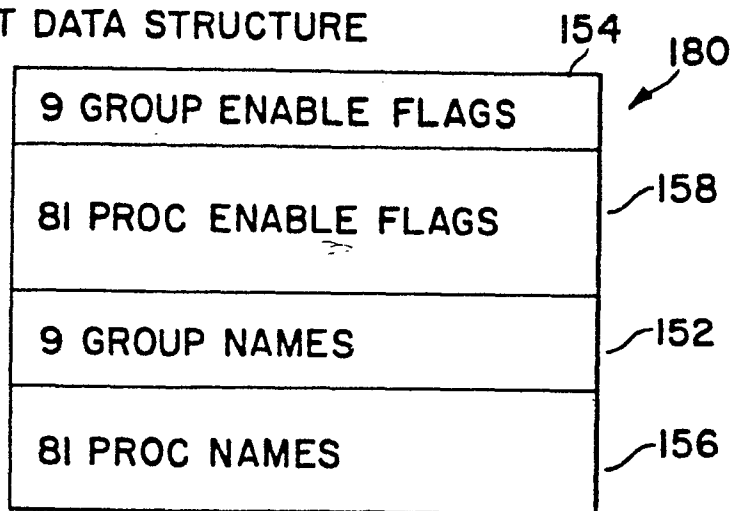 T DATA STRUCTURE
154
180
9 GROUP ENABLE FLAGS
81 PROC ENABLE FLAGS
158
9 GROUP NAMES
152
81 PROC NAMES
156